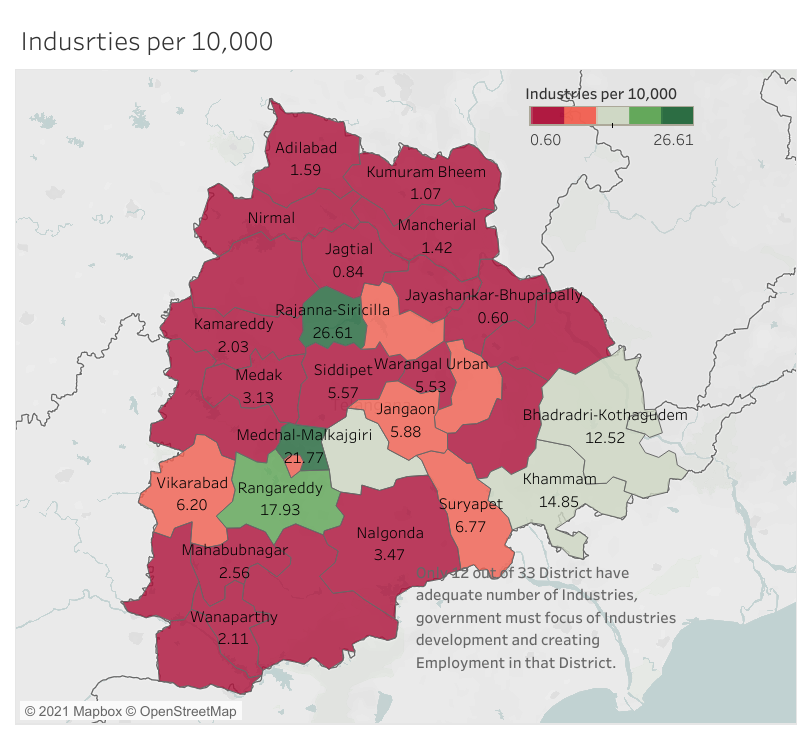 Indusrties per 10,000
Industries per 10,000
0.60
26.61
Adilabad
1.59
Kumuram Bheem
1.07
Nirmal
Mancherial
1.42
Jagtial
0.84
Jayashankar-Bhupalpally
0.60
Rajanna-Siricilla
26.61
Kamareddy
2.03
Siddipet
5.57
Warangal Urban
5.53
Medak
3.13
Jangaon
5.88
Bhadradri-Kothagudem
12.52
Medchal-Malkajgiri
21.77
Vikarabad
6.20
Rangareddy
17.93
Khammam
14.85
Suryapet
6.77
Nalgonda
3.47
Mahabubnagar
2.56
Wanaparthy
2.11
Only 12 out of 33 District have
adequate number of Industries,
government must focus of Industries
development and creating
Employment in that District.
© 2021 Mapbox © OpenStreetMap